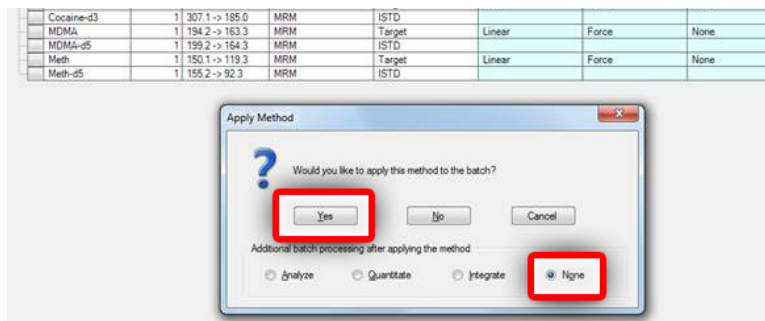 Cocaine-d3 1 307.1 -> 185.0 MRM ISTD
MDMA 1 194.2 -> 163.3 MRM Target Linear Force None
MDMA-d5 1 199.2 -> 164.3 MRM ISTD
Meth 1 150.1 -> 119.3 MRM Target Linear Force None
Meth-d5 1 155.2 -> 92.3 MRM ISTD
Apply Method
Would you like to apply this method to the batch?
Yes No Cancel
Additional batch processing after applying the method
Analyze Quantitate Integrate None